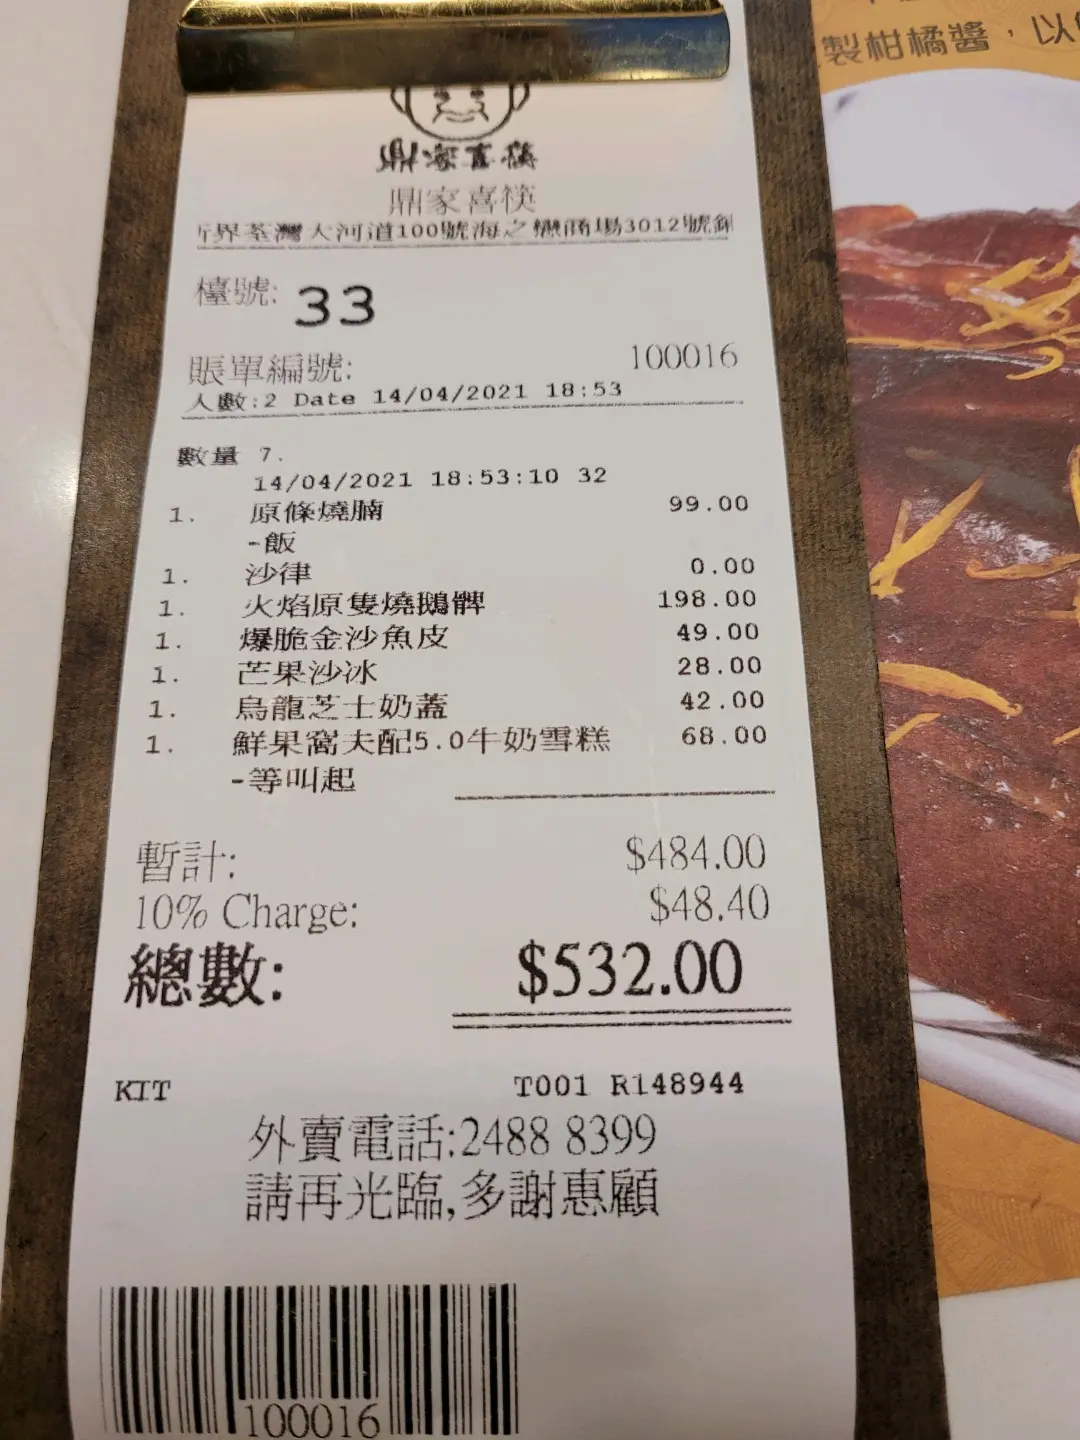 製柑橘醬，以
鼎家喜筷
鼎家喜筷
界荃灣大河道100號海之戀商場3012號
檯號: 33
賬單編號: 100016
人數:2 Date 14/04/2021 18:53
數量 7.
14/04/2021 18:53:10 32
1. 原條燒腩 99.00
-飯
1. 沙律 0.00
1. 火焰原隻燒鵝髀 198.00
1. 爆脆金沙魚皮 49.00
1. 芒果沙冰 28.00
1. 烏龍芝士奶蓋 42.00
1. 鮮果窩夫配5.0牛奶雪糕 68.00
-等叫起
暫計: $484.00
10% Charge: $48.40
總數: $532.00
KIT T001 R148944
外賣電話:2488 8399
請再光臨,多謝惠顧
100016